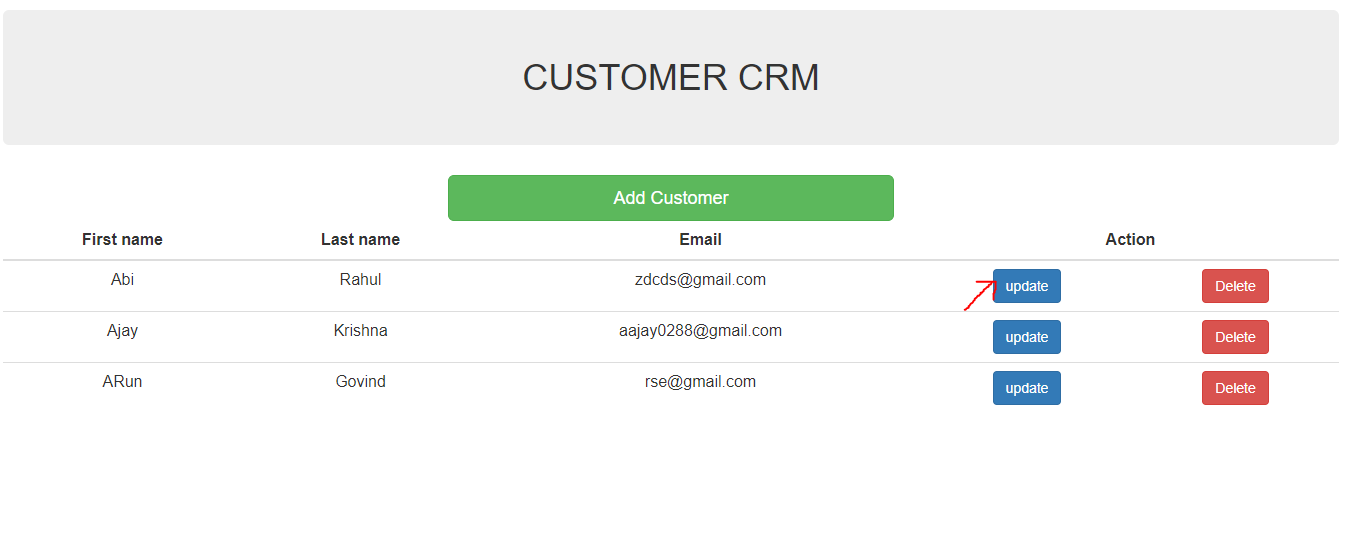 CUSTOMER CRM
Add Customer
First name Last name Email Action
Abi Rahul zdcds@gmail.com update Delete
Ajay Krishna aajay0288@gmail.com update Delete
ARun Govind rse@gmail.com update Delete